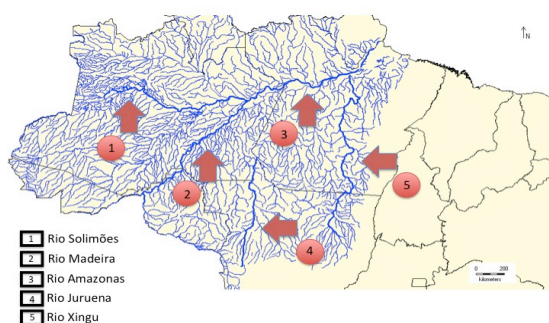 N
1
2
3
4
5
0 200
kilometers
1 Rio Solimões
2 Rio Madeira
3 Rio Amazonas
4 Rio Juruena
5 Rio Xingu